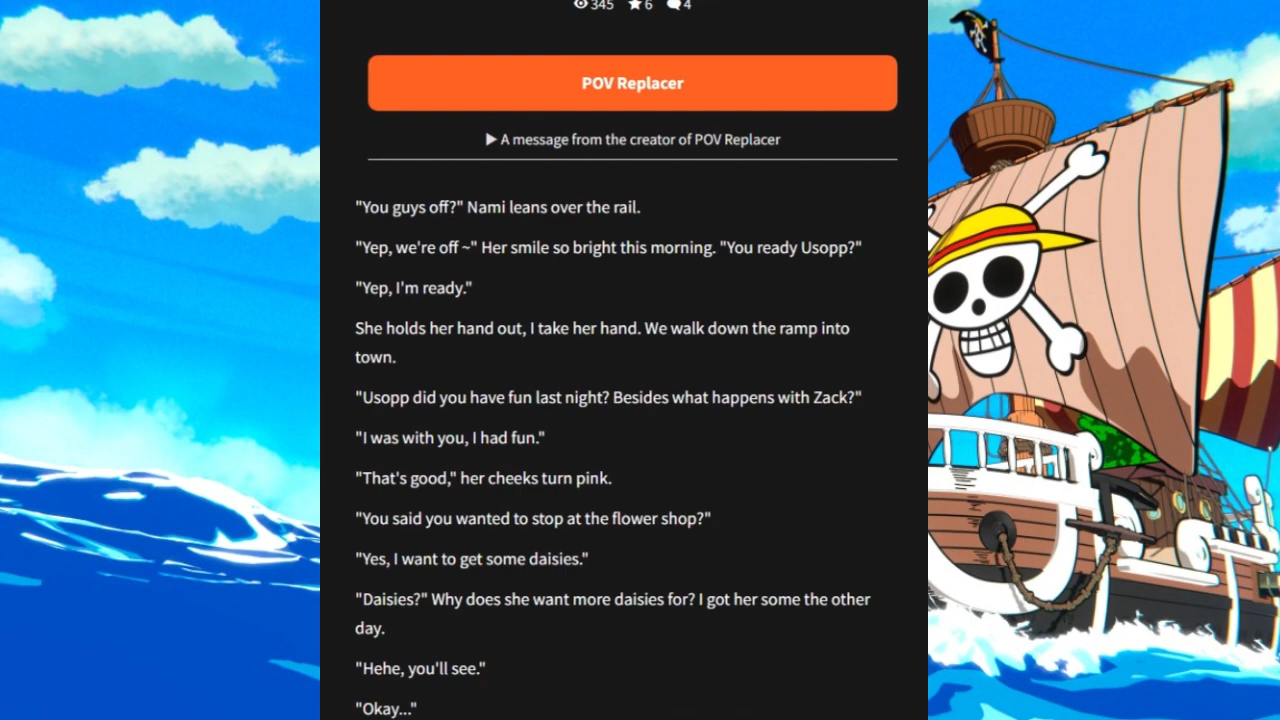 345 6 4
POV Replacer
▶ A message from the creator of POV Replacer
"You guys off?" Nami leans over the rail.
"Yep, we're off ~" Her smile so bright this morning. "You ready Usopp?"
"Yep, I'm ready."
She holds her hand out, I take her hand. We walk down the ramp into
town.
"Usopp did you have fun last night? Besides what happens with Zack?"
"I was with you, I had fun."
"That's good," her cheeks turn pink.
"You said you wanted to stop at the flower shop?"
"Yes, I want to get some daisies."
"Daisies?" Why does she want more daisies for? I got her some the other
day.
"Hehe, you'll see."
"Okay..."